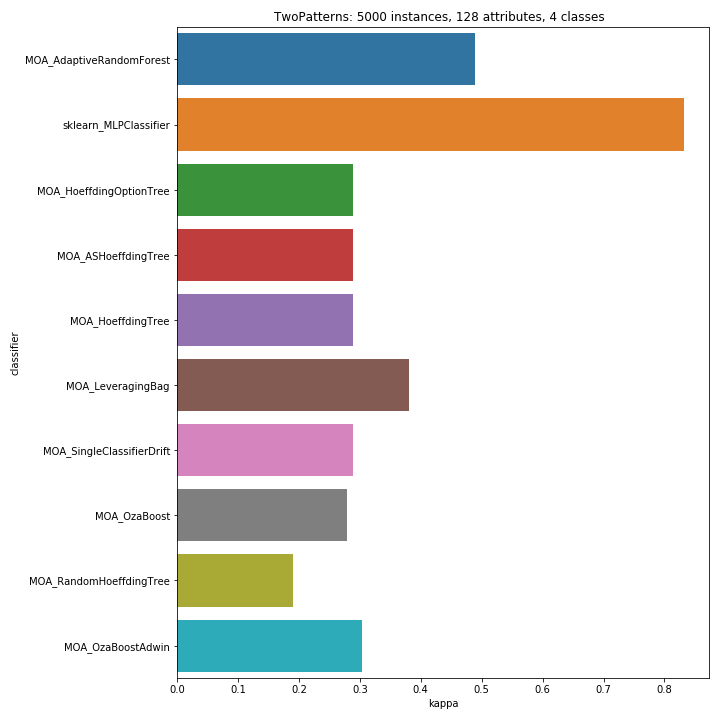 TwoPatterns: 5000 instances, 128 attributes, 4 classes
MOA_AdaptiveRandomForest
sklearn_MLPClassifier
MOA_HoeffdingOptionTree
MOA_ASHoeffdingTree
MOA_HoeffdingTree
MOA_LeveragingBag
MOA_SingleClassifierDrift
MOA_OzaBoost
MOA_RandomHoeffdingTree
MOA_OzaBoostAdwin
classifier
0.0 0.1 0.2 0.3 0.4 0.5 0.6 0.7 0.8
kappa